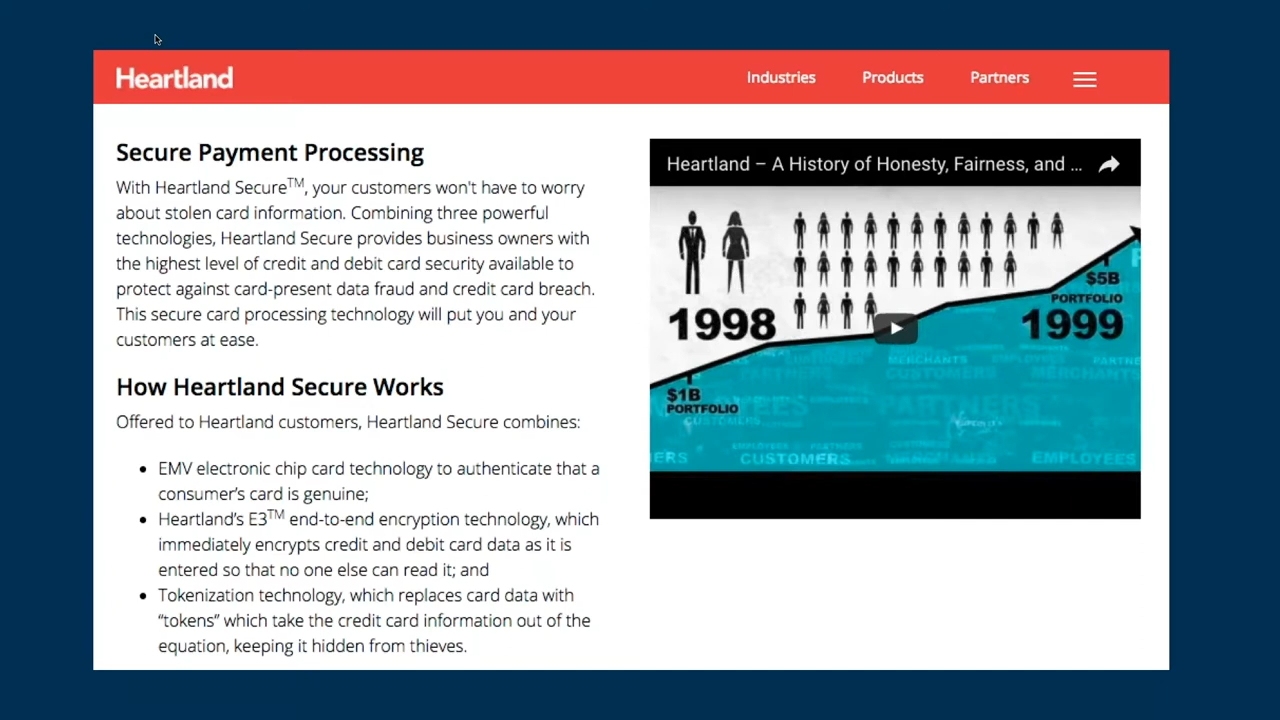 Heartland
Industries
Products
Partners
Secure Payment Processing
With Heartland Secure™, your customers won't have to worry
about stolen card information. Combining three powerful
technologies, Heartland Secure provides business owners with
the highest level of credit and debit card security available to
protect against card-present data fraud and credit card breach.
This secure card processing technology will put you and your
customers at ease.
How Heartland Secure Works
Offered to Heartland customers, Heartland Secure combines:
• EMV electronic chip card technology to authenticate that a
consumer’s card is genuine;
• Heartland’s E3™ end-to-end encryption technology, which
immediately encrypts credit and debit card data as it is
entered so that no one else can read it; and
• Tokenization technology, which replaces card data with
“tokens” which take the credit card information out of the
equation, keeping it hidden from thieves.
Heartland – A History of Honesty, Fairness, and ...
1998
$5B
PORTFOLIO
1999
$1B
PORTFOLIO
MERCHANTS
EMPLOYEES
MERCHANTS
PARTNERS
PARTNERS
CUSTOMERS
CUSTOMERS
EMPLOYEES